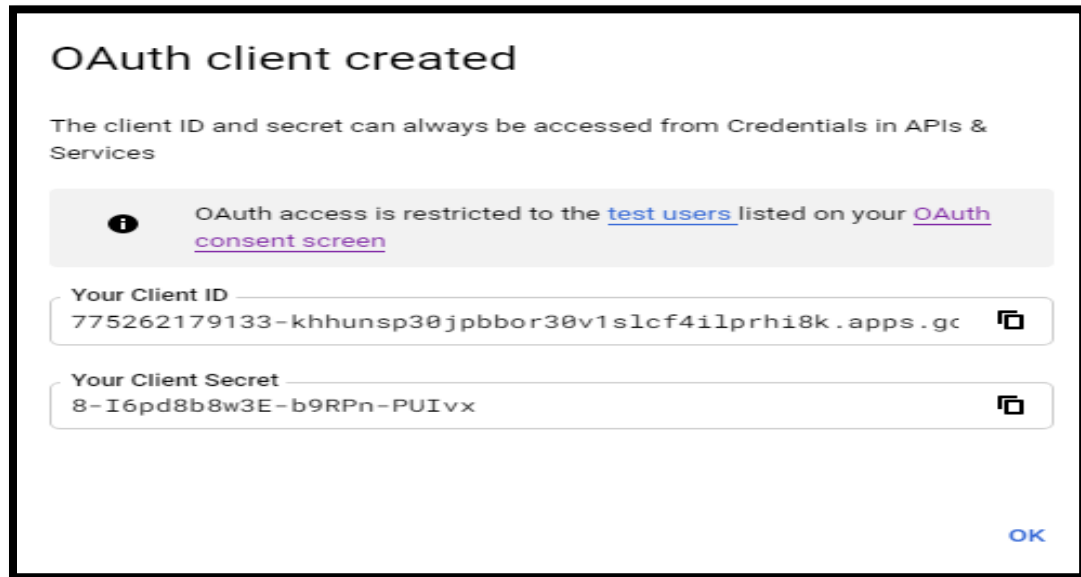 OAuth client created
The client ID and secret can always be accessed from Credentials in APIs &
Services
OAuth access is restricted to the test users listed on your OAuth
consent screen
Your Client ID
775262179133-khhunsp30jpbbor30v1slcf4ilprhi8k.apps.gc
Your Client Secret
8-I6pd8b8w3E-b9RPn-PUIvx
OK